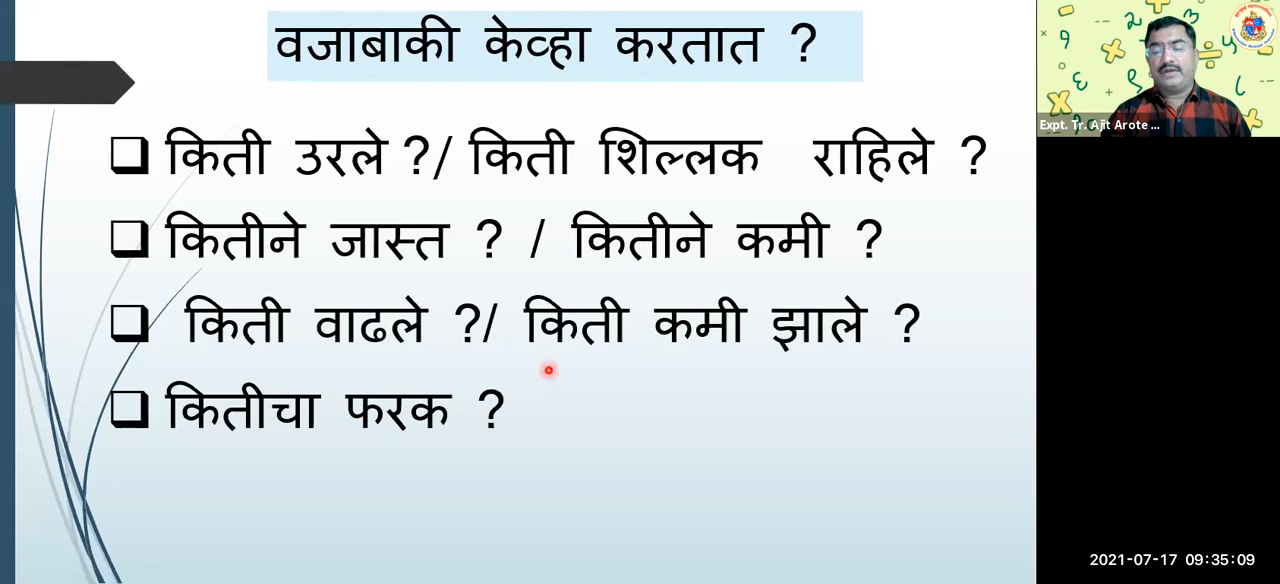 वजाबाकी केव्हा करतात ?
किती उरले ?/ किती शिल्लक राहिले ?
कितीने जास्त ? / कितीने कमी ?
किती वाढले ?/ किती कमी झाले ?
कितीचा फरक ?
Expt. Tr. Ajit Arote ...
2021-07-17 09:35:09